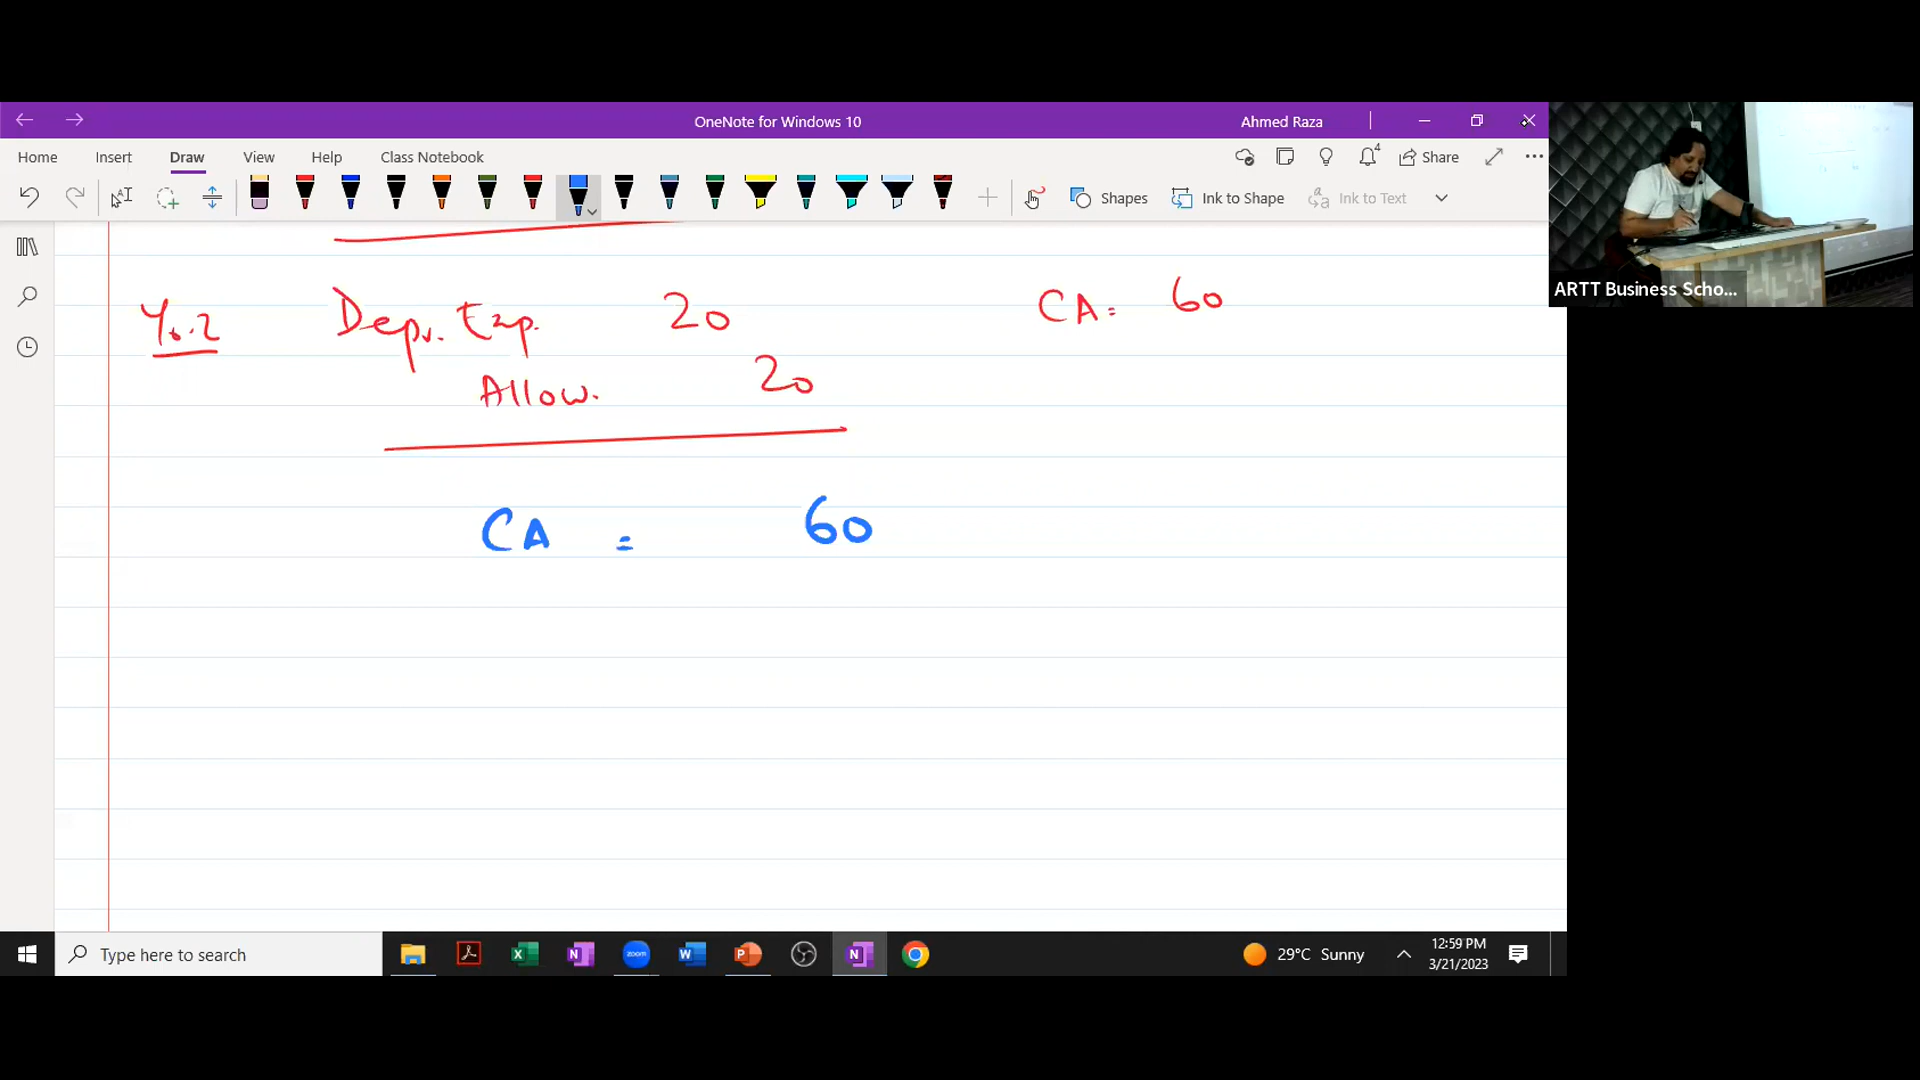 OneNote for Windows 10
Ahmed Raza
Home Insert Draw View Help Class Notebook
4
Share
Shapes Ink to Shape Ink to Text
ARTT Business Scho...
Yr.2 Depr. Exp. 20 CA = 60
Allow. 20
CA = 60
Type here to search
zoom
29°C Sunny
12:59 PM
3/21/2023